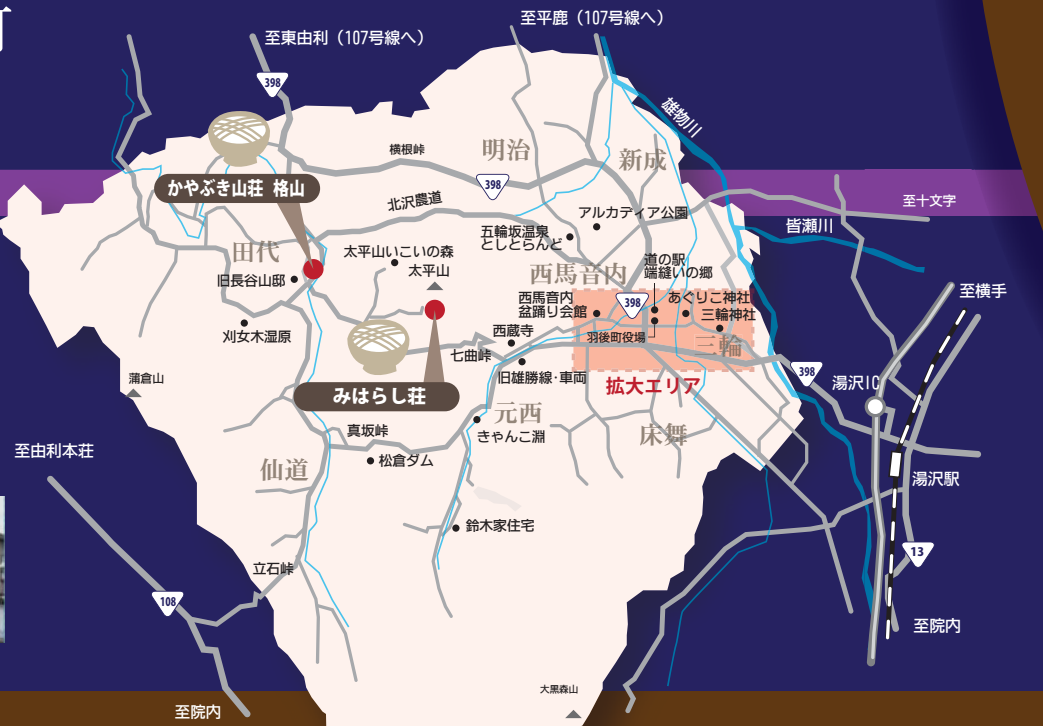 至平鹿（107号線へ）
至東由利（107号線へ）
398
雄物川
横根峠
明治
新成
398
かやぶき山荘 格山
北沢農道
至十文字
アルカディア公園
皆瀬川
五輪坂温泉
としとらんど
田代
太平山いこいの森
太平山
旧長谷山邸
西馬音内
道の駅
端縫いの郷
至横手
西馬音内
盆踊り会館
398
あぐりこ神社
三輪神社
刈女木湿原
西蔵寺
羽後町役場
三輪
七曲峠
旧雄勝線・車両
拡大エリア
398
湯沢IC
蒲倉山
みはらし荘
元西
きゃんこ淵
床舞
真坂峠
松倉ダム
至由利本荘
仙道
湯沢駅
鈴木家住宅
13
立石峠
108
至院内
大黒森山
至院内